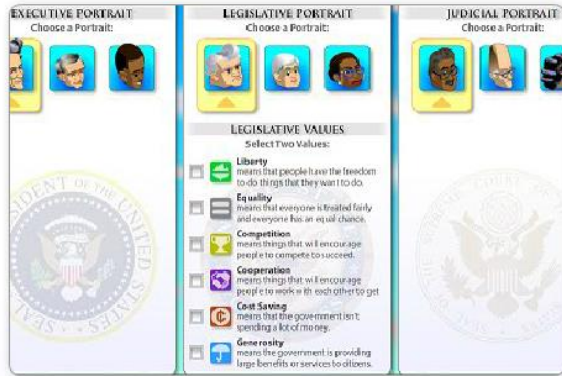 EXECUTIVE PORTRAIT
Choose a Portrait:
LEGISLATIVE PORTRAIT
Choose a Portrait:
JUDICIAL PORTRAIT
Choose a Portrait:
LEGISLATIVE VALUES
Select Two Values:
Liberty
means that people have the freedom
to do things that they want to do.
Equality
means that everyone is treated fairly
and everyone has an equal chance.
Competition
means things that will encourage
people to compete to succeed.
Cooperation
means things that will encourage
people to work with each other to get
Cost Saving
means that the government isn't
spending a lot of money.
Generosity
means the government is providing
large benefits or services to citizens.